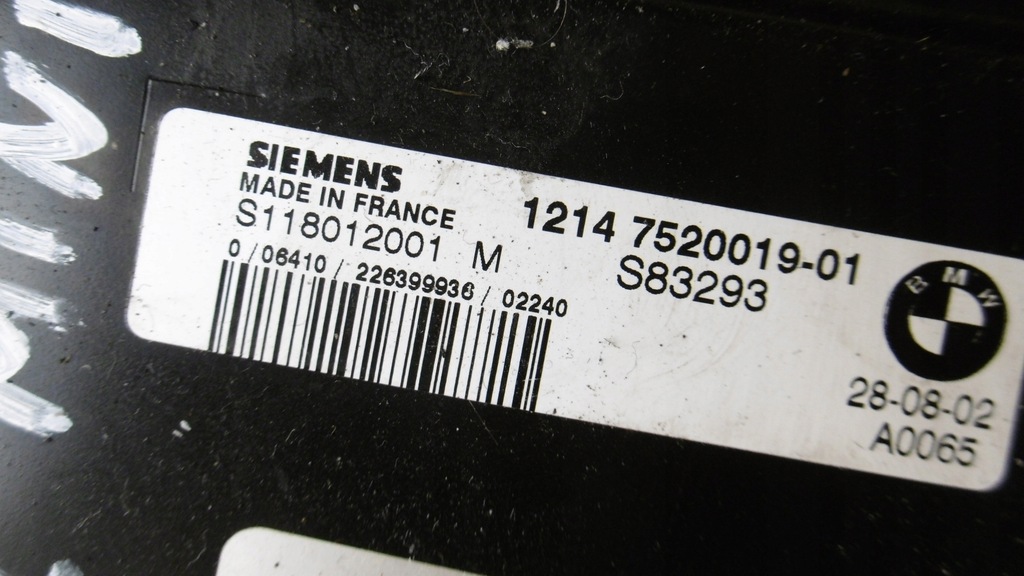 SIEMENS
MADE IN FRANCE
S118012001 M
0/06410/226399936/02240
1214 7520019-01
S83293
BMW
28-08-02
A0065